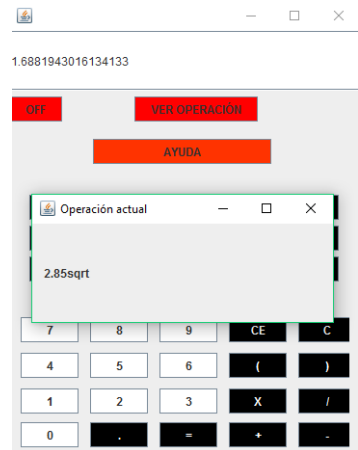 1.6881943016134133
OFF VER OPERACIÓN
AYUDA
Operación actual
2.85sqrt
7 8 9 CE C
4 5 6 ( )
1 2 3 X /
0 . = + -